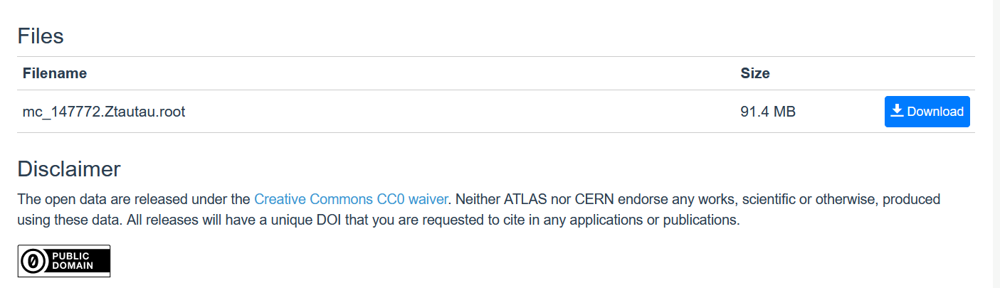 Files
Filename Size
mc_147772.Ztautau.root 91.4 MB Download
Disclaimer
The open data are released under the Creative Commons CC0 waiver. Neither ATLAS nor CERN endorse any works, scientific or otherwise, produced
using these data. All releases will have a unique DOI that you are requested to cite in any applications or publications.
0 PUBLIC
DOMAIN